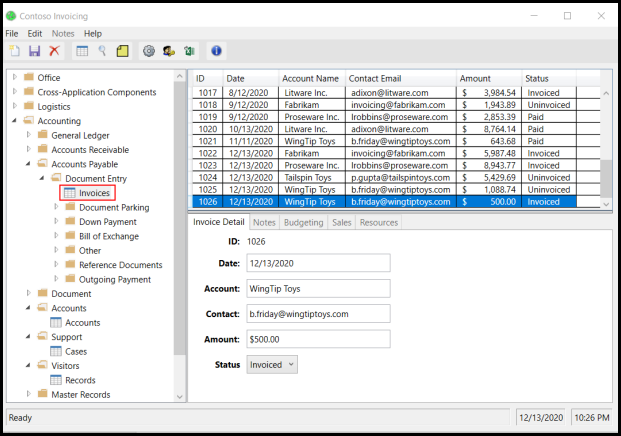 Contoso Invoicing
File Edit Notes Help
Office
Cross-Application Components
Logistics
Accounting
General Ledger
Accounts Receivable
Accounts Payable
Document Entry
Invoices
Document Parking
Down Payment
Bill of Exchange
Other
Reference Documents
Outgoing Payment
Document
Accounts
Accounts
Support
Cases
Visitors
Records
Master Records
ID Date Account Name Contact Email Amount Status
1017 8/12/2020 Litware Inc. adixon@litware.com $ 3,984.54 Invoiced
1018 9/12/2020 Fabrikam invoicing@fabrikam.com $ 1,943.89 Uninvoiced
1019 9/12/2020 Proseware Inc. lrobbins@proseware.com $ 2,853.39 Paid
1020 10/13/2020 Litware Inc. adixon@litware.com $ 8,764.14 Paid
1021 11/11/2020 WingTip Toys b.friday@wingtiptoys.com $ 643.68 Paid
1022 12/13/2020 Fabrikam invoicing@fabrikam.com $ 5,987.48 Invoiced
1023 12/13/2020 Proseware Inc. lrobbins@proseware.com $ 8,943.77 Invoiced
1024 12/13/2020 Tailspin Toys p.gupta@tailspintoys.com $ 5,429.69 Uninvoiced
1025 12/13/2020 WingTip Toys b.friday@wingtiptoys.com $ 1,088.74 Uninvoiced
1026 12/13/2020 WingTip Toys b.friday@wingtiptoys.com $ 500.00 Invoiced
Invoice Detail Notes Budgeting Sales Resources
ID: 1026
Date: 12/13/2020
Account: WingTip Toys
Contact: b.friday@wingtiptoys.com
Amount: $500.00
Status Invoiced
Ready 12/13/2020 10:26 PM